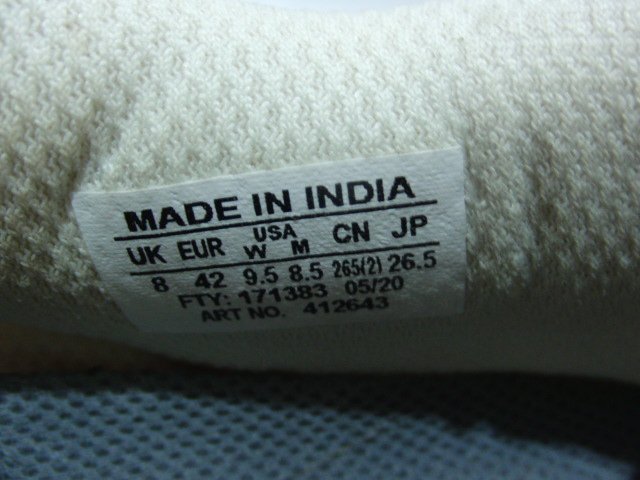 MADE IN INDIA
UK EUR USA W M CN JP
8 42 9.5 8.5 265(2) 26.5
FTY: 171383 05/20
ART NO. 412643